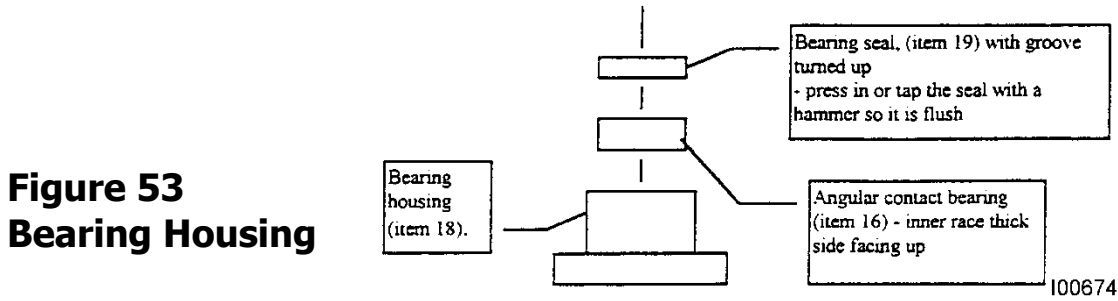 Bearing seal, (item 19) with groove
turned up
- press in or tap the seal with a
hammer so it is flush
Figure 53
Bearing Housing
Bearing
housing
(item 18).
Angular contact bearing
(item 16) - inner race thick
side facing up
I00674